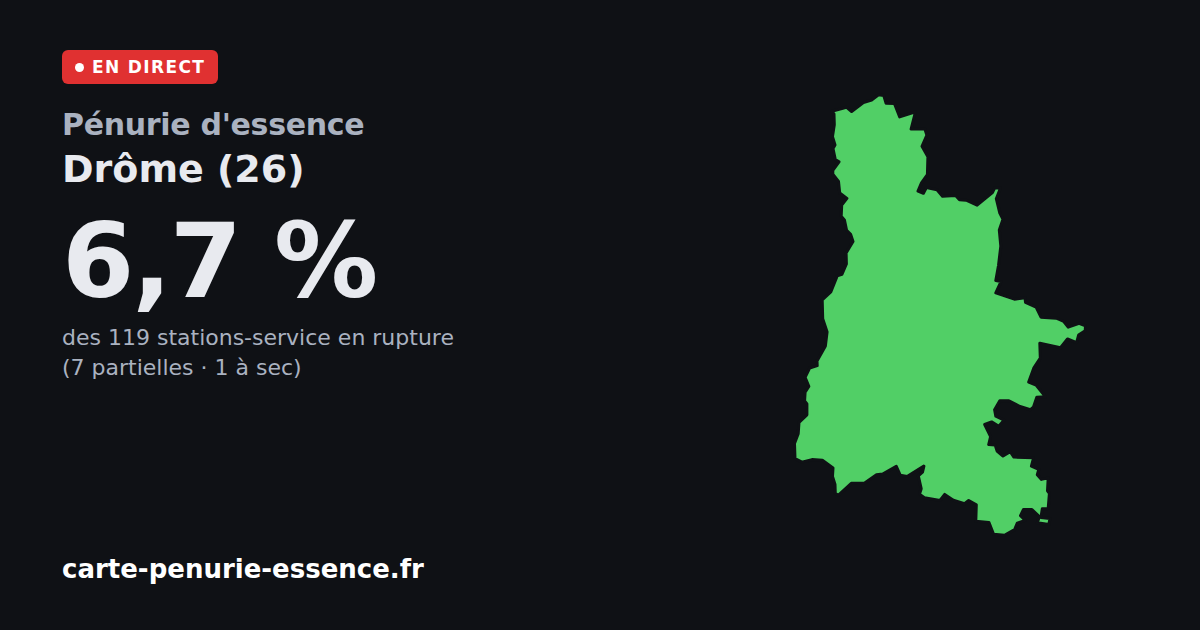 EN DIRECT
Pénurie d'essence
Drôme (26)
6,7 %
des 119 stations-service en rupture
(7 partielles · 1 à sec)
carte-penurie-essence.fr